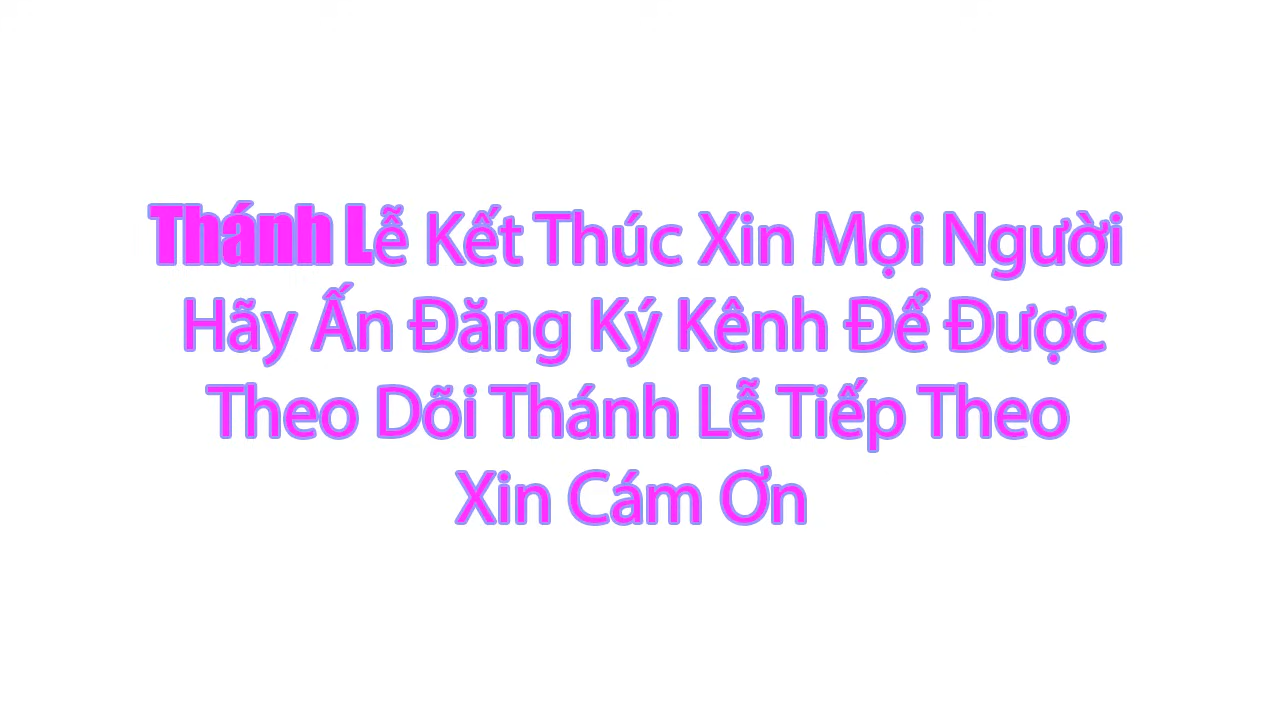 Thánh Lễ Kết Thúc Xin Mọi Người
Hãy Ấn Đăng Ký Kênh Để Được
Theo Dõi Thánh Lễ Tiếp Theo
Xin Cám Ơn